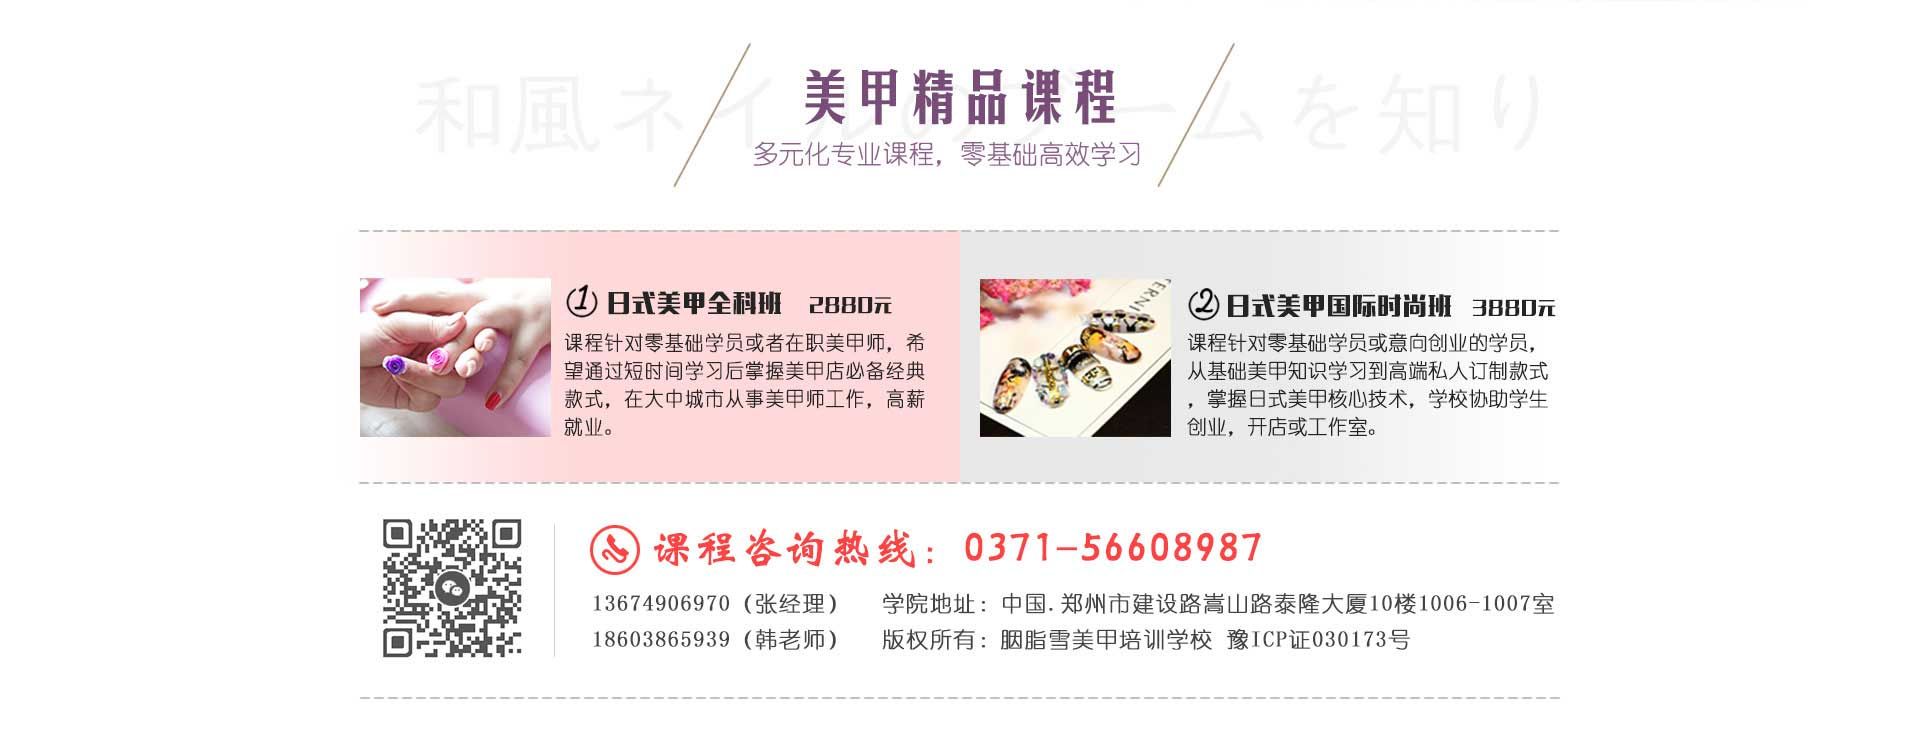 和風ネイルのブームを知り
美甲精品课程
多元化专业课程，零基础高效学习
① 日式美甲全科班 2880元
课程针对零基础学员或者在职美甲师，希
望通过短时间学习后掌握美甲店必备经典
款式，在大中城市从事美甲师工作，高薪
就业。
② 日式美甲国际时尚班 3880元
课程针对零基础学员或意向创业的学员，
从基础美甲知识学习到高端私人订制款式
，掌握日式美甲核心技术，学校协助学生
创业，开店或工作室。
课程咨询热线：0371-56608987
13674906970（张经理） 学院地址：中国.郑州市建设路嵩山路泰隆大厦10楼1006-1007室
18603865939（韩老师） 版权所有：胭脂雪美甲培训学校 豫ICP证030173号